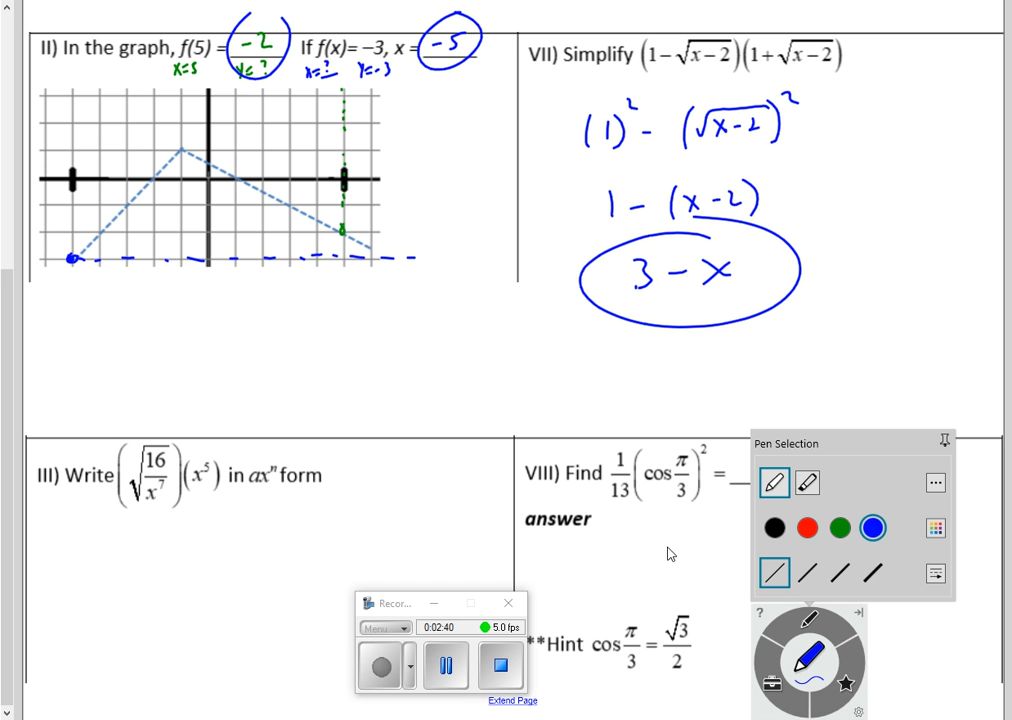 II) In the graph, f(5) = -2 If f(x)= −3, x = -5
x=5 y=? x=? y=-3
VII) Simplify (1−√(x−2))(1+√(x−2))
(1)² - (√(x-2))²
1 - (x-2)
3 - x
III) Write (√(16/x⁷))(x⁵) in axⁿ form
VIII) Find 1/13 (cos π/3)² = __
answer
**Hint cos π/3 = √3/2
Pen Selection
Recor...
Menu
0:02:40
5.0 fps
Extend Page
?